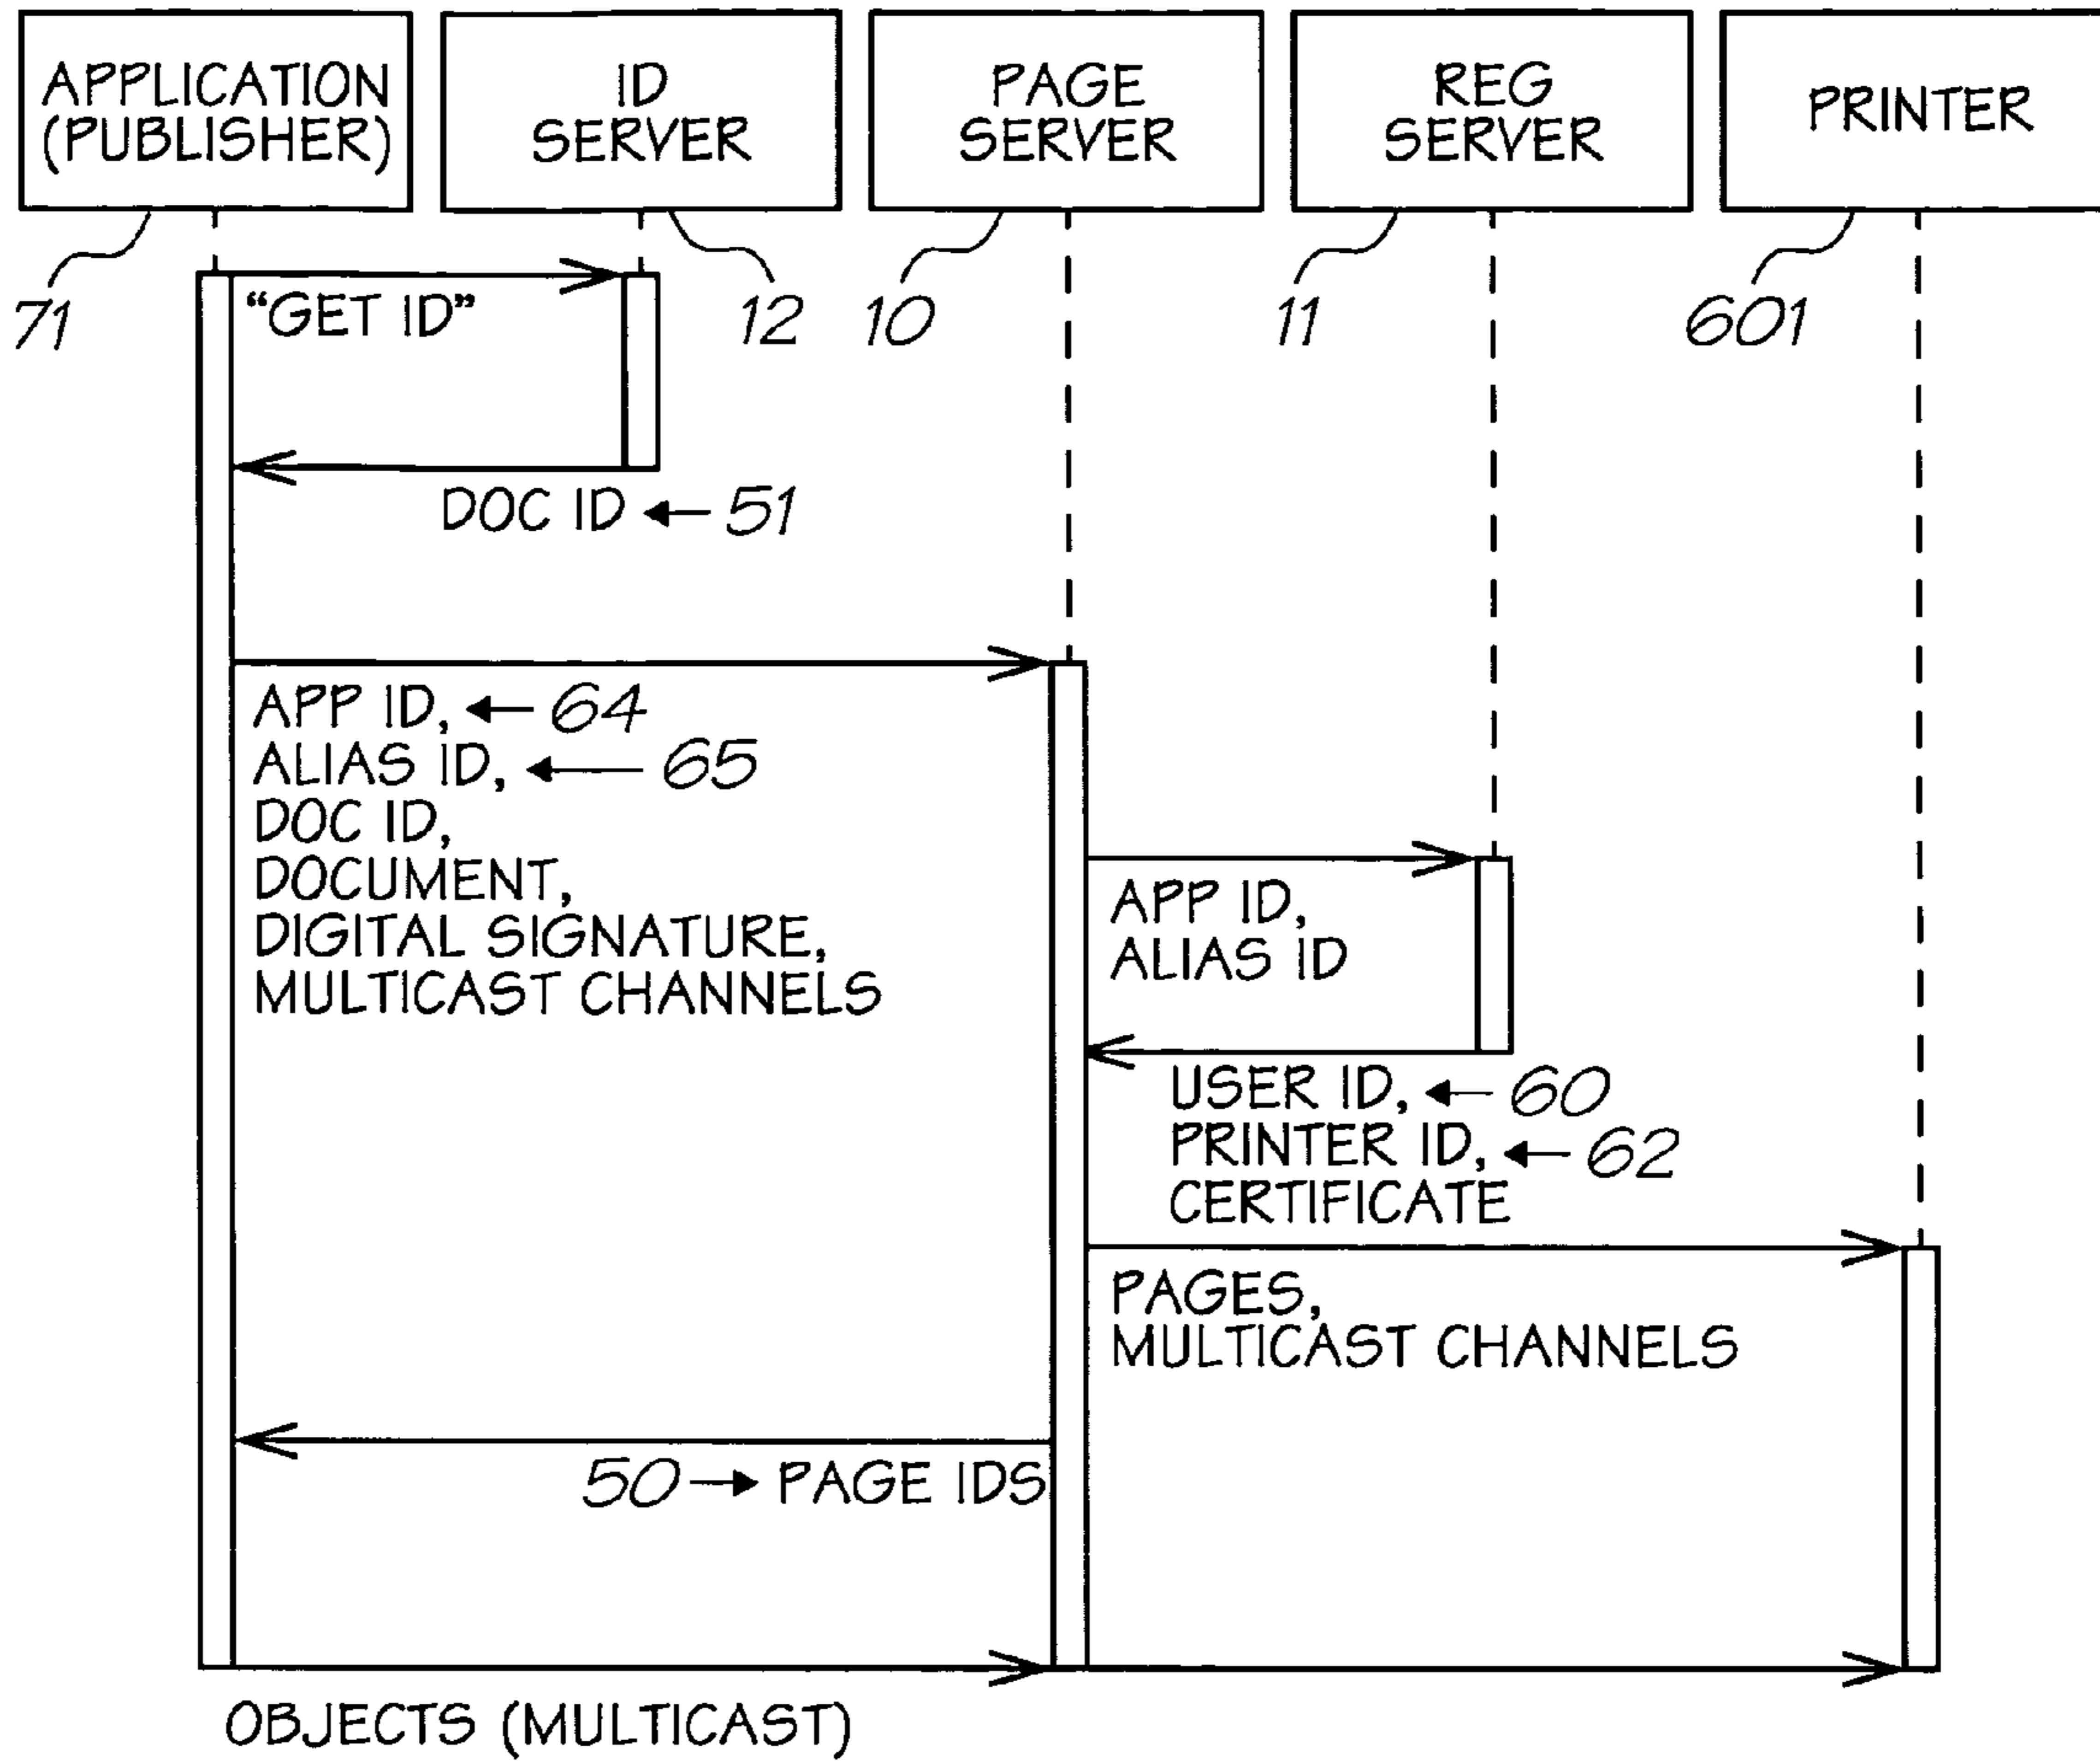 APPLICATION
(PUBLISHER)
ID
SERVER
PAGE
SERVER
REG
SERVER
PRINTER
71
12
10
11
601
“GET ID”
DOC ID 51
APP ID, 64
ALIAS ID, 65
DOC ID,
DOCUMENT,
DIGITAL SIGNATURE,
MULTICAST CHANNELS
APP ID,
ALIAS ID
USER ID, 60
PRINTER ID, 62
CERTIFICATE
PAGES,
MULTICAST CHANNELS
50 PAGE IDS
OBJECTS (MULTICAST)